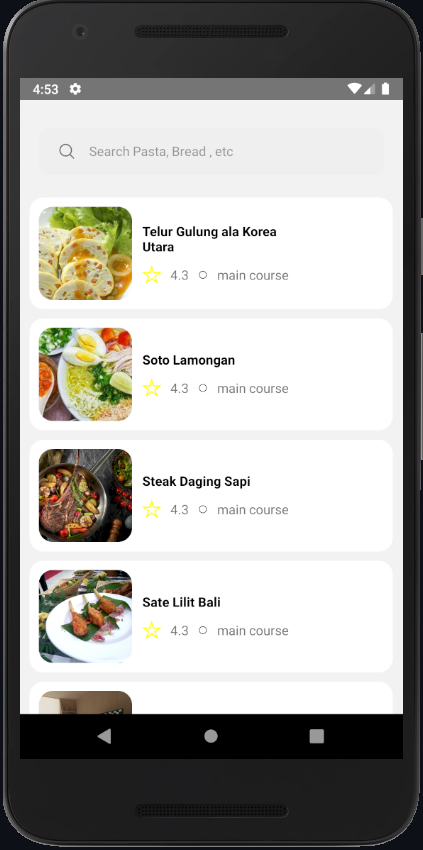 4:53
Search Pasta, Bread , etc
Telur Gulung ala Korea
Utara
4.3 main course
Soto Lamongan
4.3 main course
Steak Daging Sapi
4.3 main course
Sate Lilit Bali
4.3 main course